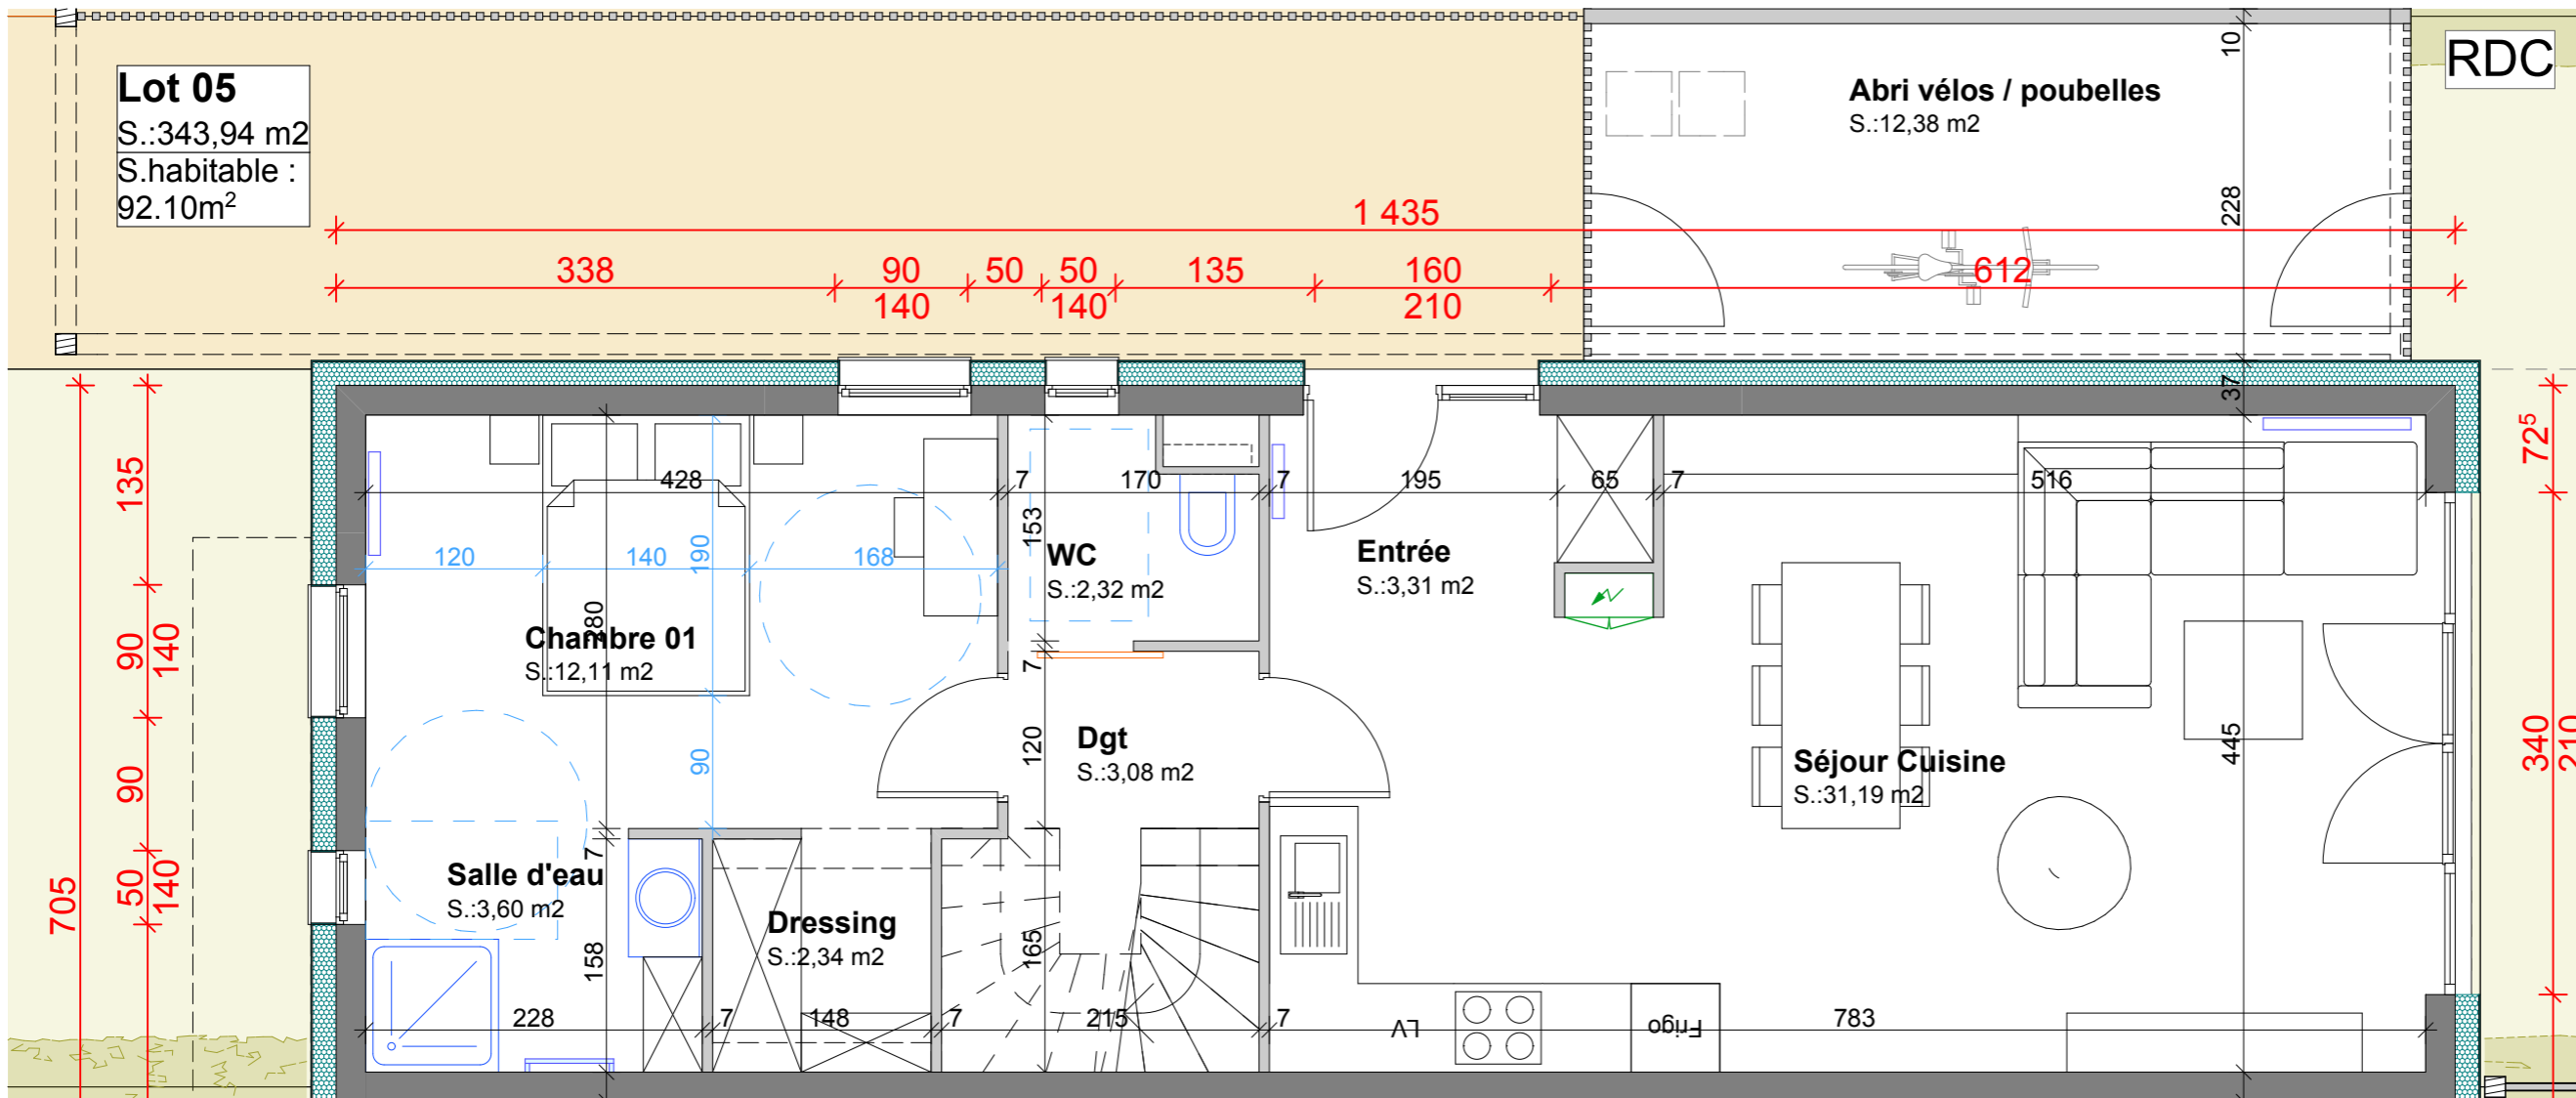 Lot 05
S.:343,94 m2
S.habitable :
92.10m²
RDC
Abri vélos / poubelles
S.:12,38 m2
10
228
1 435
338
90
50
50
135
160
612
140
140
210
37
72⁵
135
90
140
90
50
140
705
340
210
428
7
170
7
195
65
7
516
153
120
140
190
168
WC
S.:2,32 m2
Entrée
S.:3,31 m2
280
Chambre 01
S.:12,11 m2
7
90
120
Dgt
S.:3,08 m2
445
Séjour Cuisine
S.:31,19 m2
7
Salle d'eau
S.:3,60 m2
Dressing
S.:2,34 m2
158
165
228
7
148
7
215
7
LV
Frigo
783